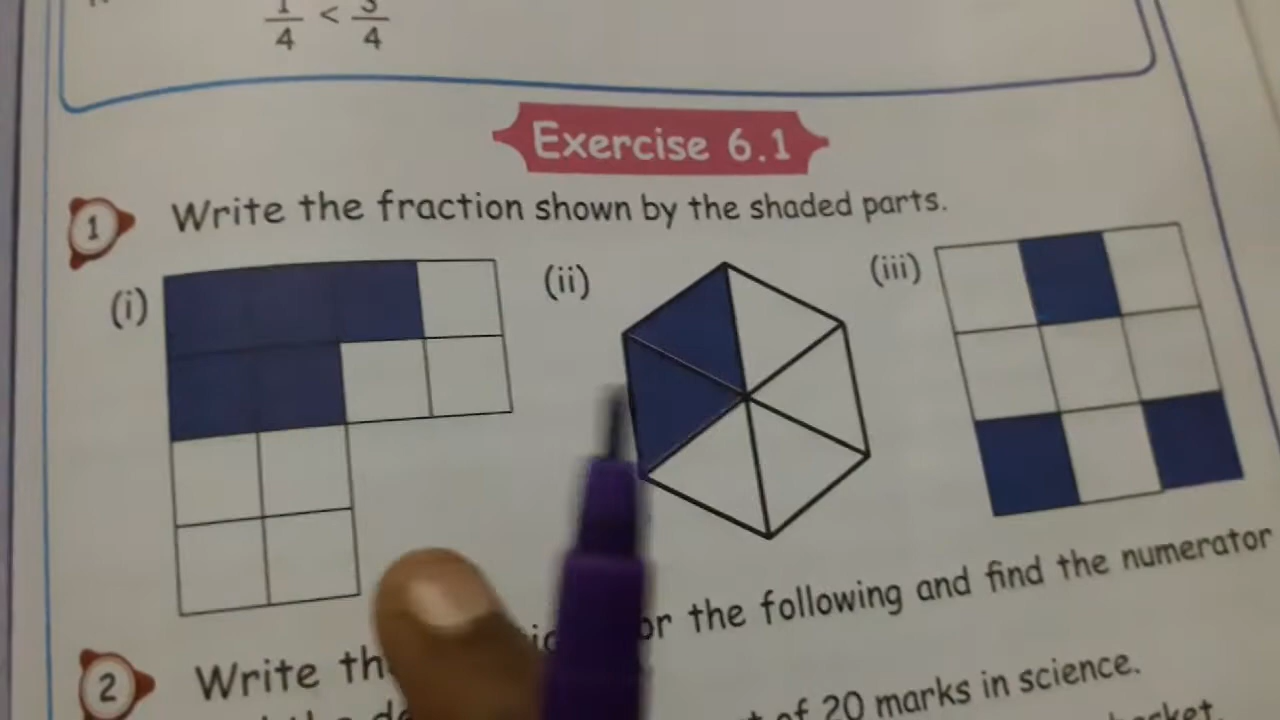 1/4 < 3/4
Exercise 6.1
1 Write the fraction shown by the shaded parts.
(i) (ii) (iii)
2 Write or the following and find the numerator
of 20 marks in science.